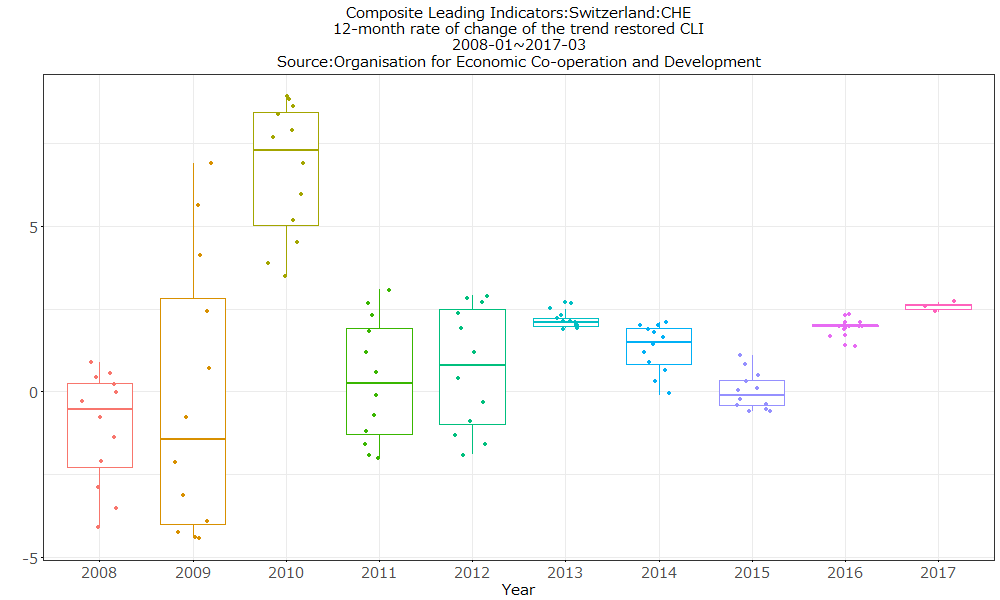 Composite Leading Indicators:Switzerland:CHE
12-month rate of change of the trend restored CLI
2008-01~2017-03
Source:Organisation for Economic Co-operation and Development
5
0
-5
2008 2009 2010 2011 2012 2013 2014 2015 2016 2017
Year